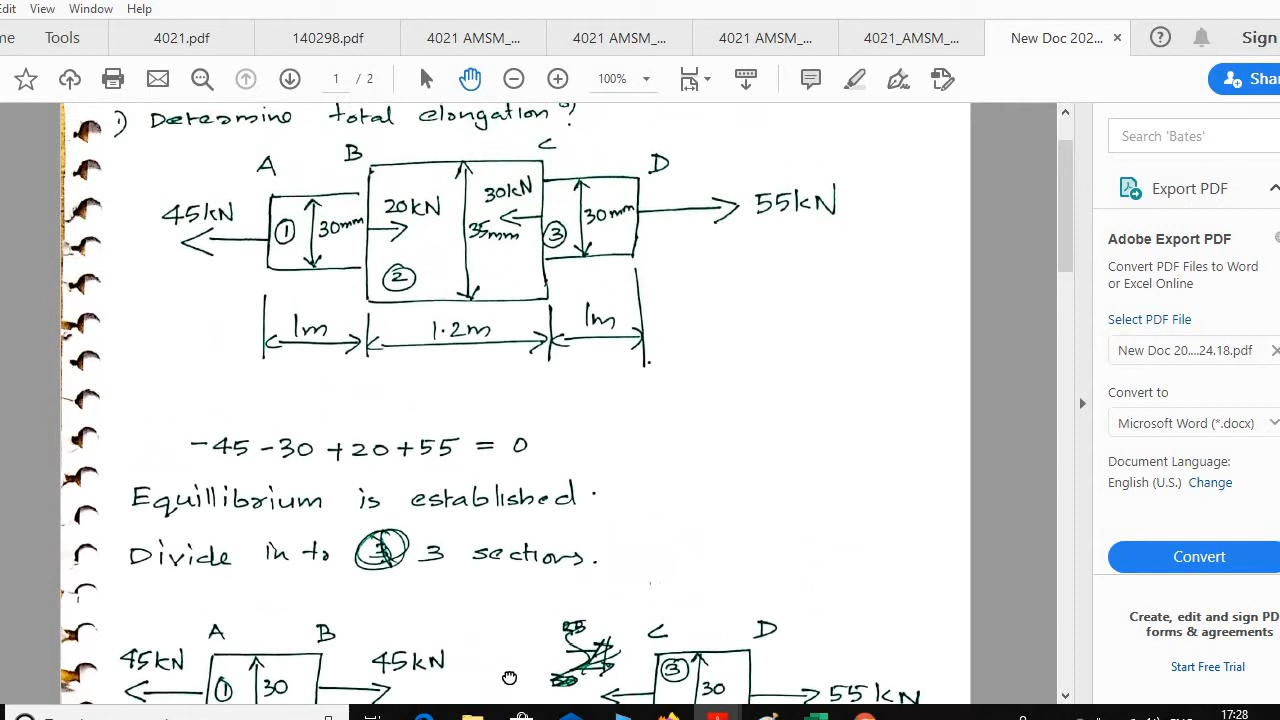 Edit View Window Help
me Tools 4021.pdf 140298.pdf 4021 AMSM_... 4021 AMSM_... 4021 AMSM_... 4021_AMSM_... New Doc 202... × Sign
1 / 2 100% Shar
1) Determine total elongation?
A B C D
45kN 30mm 20kN 30kN 30mm 55kN
① 35mm ③
②
1m 1.2m 1m
-45 -30 +20 +55 = 0
Equillibrium is established.
Divide in to 3 sections.
A B C D
45kN 45kN ③
① 30 30 55kN
Search 'Bates'
Export PDF
Adobe Export PDF
Convert PDF Files to Word
or Excel Online
Select PDF File
New Doc 20....24.18.pdf ×
Convert to
Microsoft Word (*.docx)
Document Language:
English (U.S.) Change
Convert
Create, edit and sign PD
forms & agreements
Start Free Trial
17:28